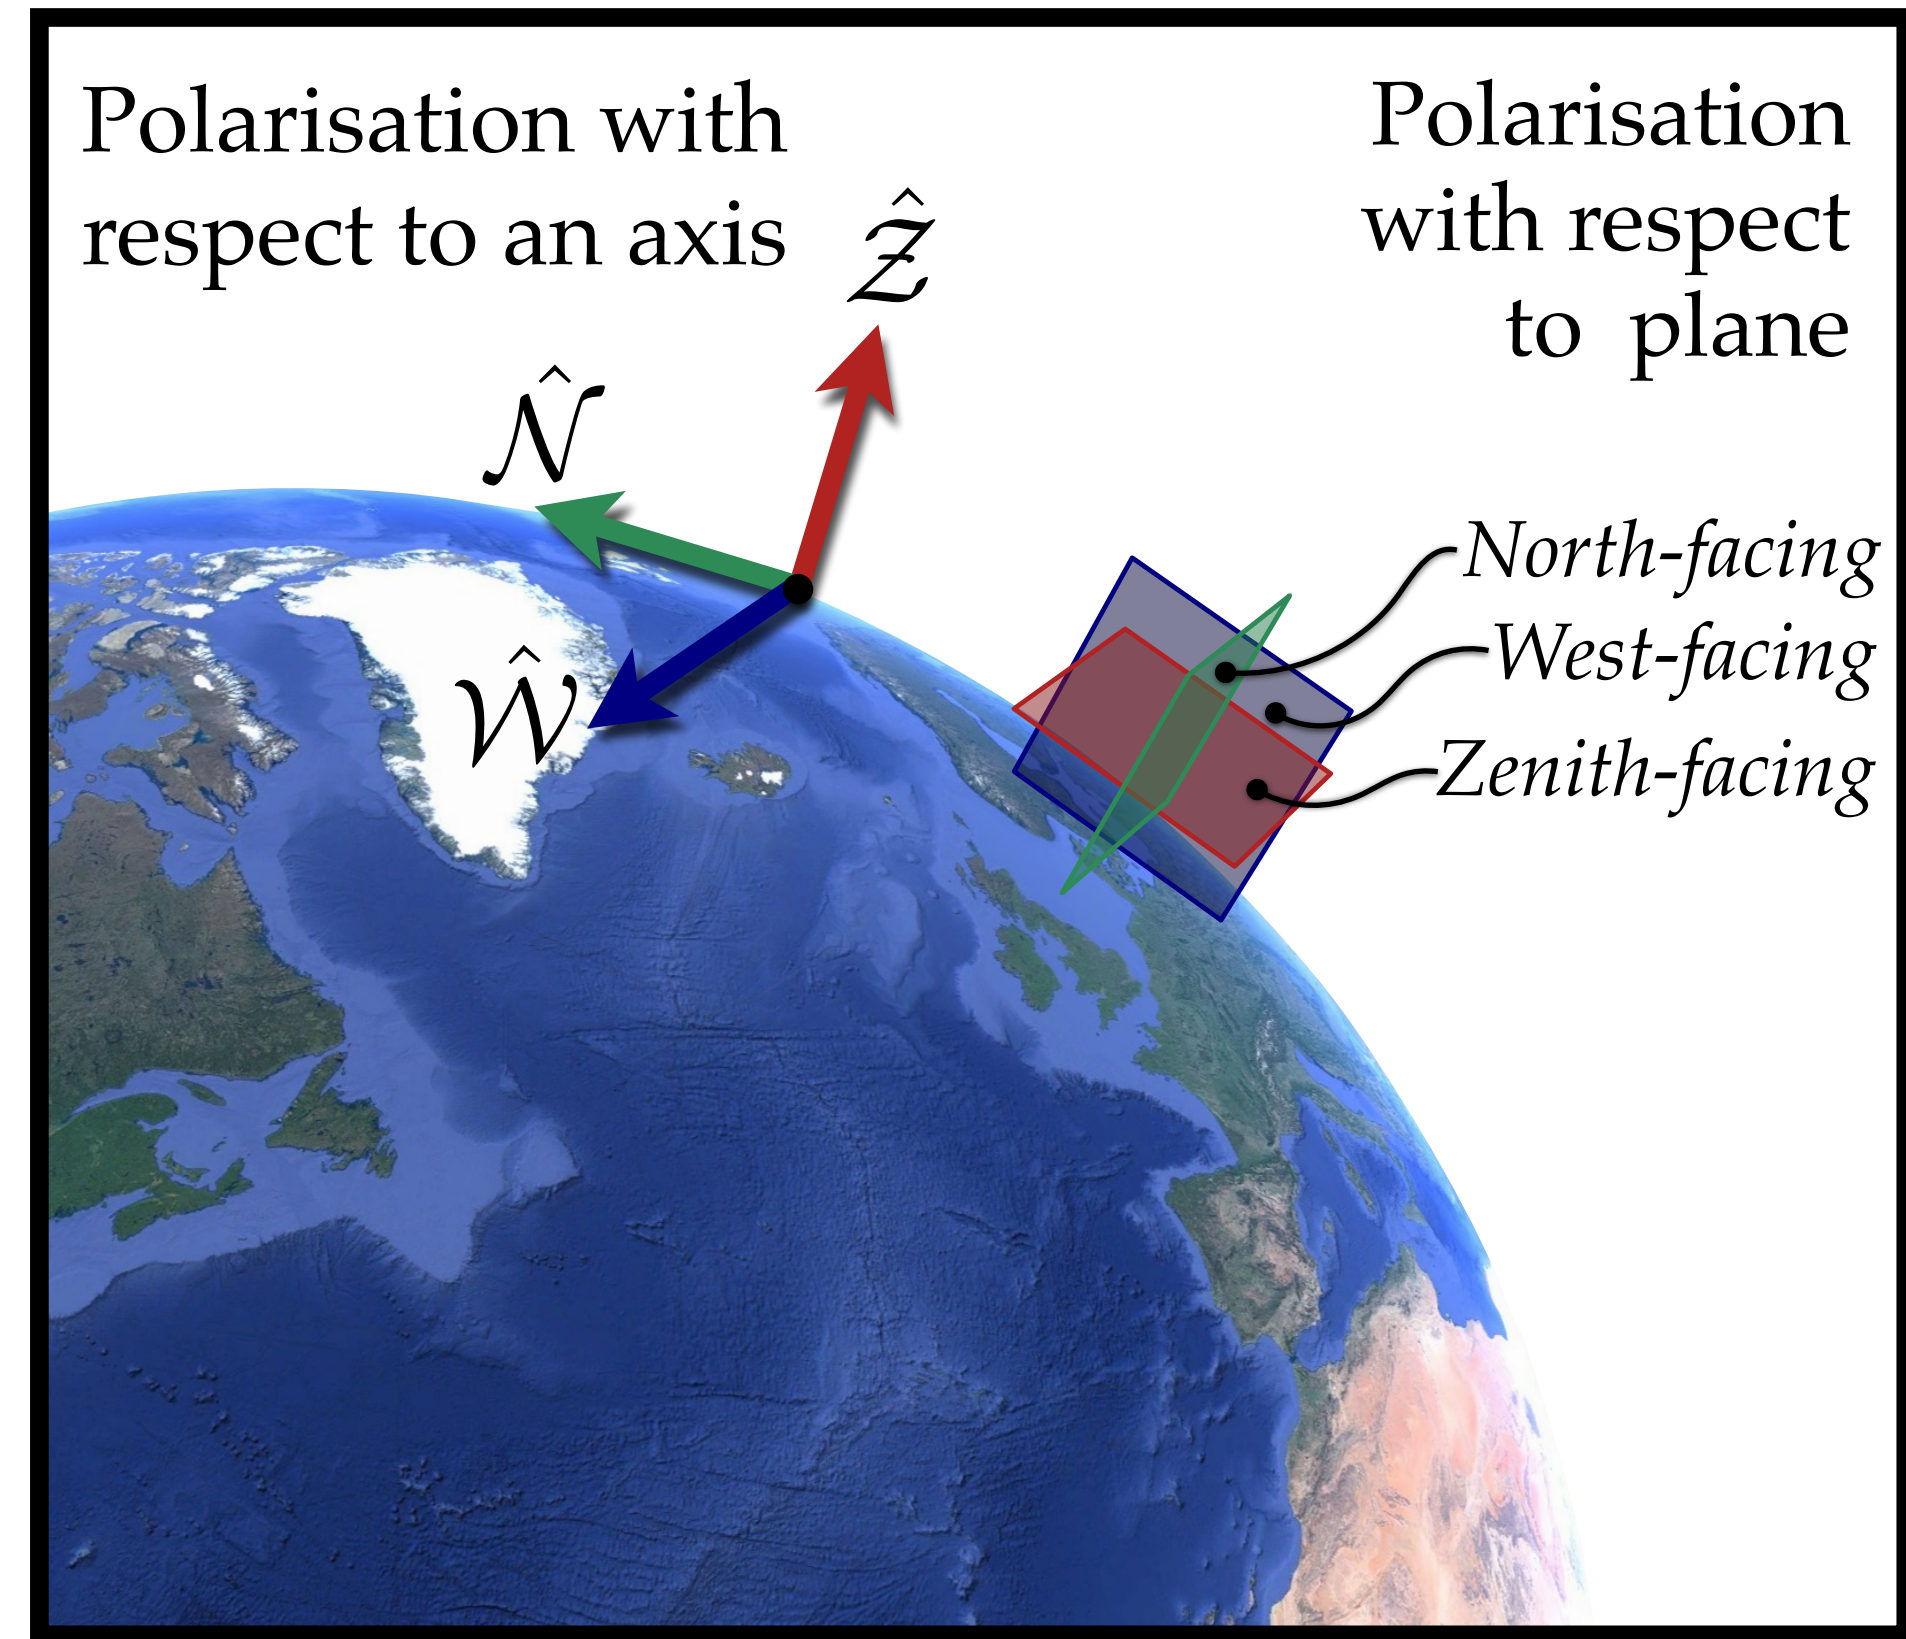 Polarisation with
respect to an axis
Polarisation
with respect
to plane
𝒵̂
𝒩̂
𝒲̂
North-facing
West-facing
Zenith-facing